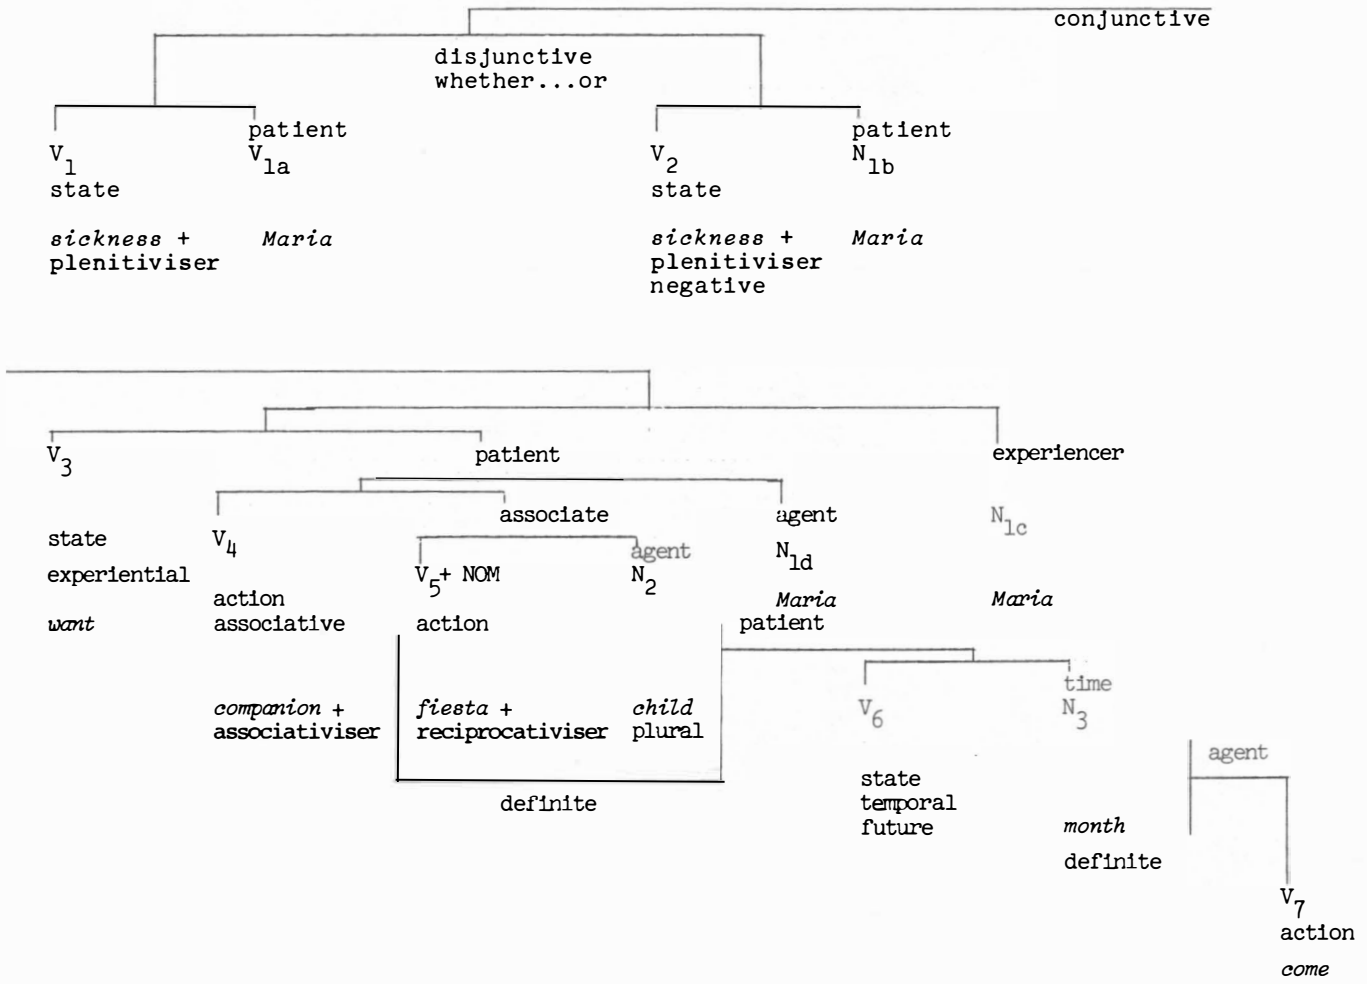 conjunctive
disjunctive
whether...or
patient patient
V1 V1a V2 N1b
state state
sickness + Maria sickness + Maria
plenitiviser plenitiviser
negative
V3 patient experiencer
associate agent N1c
state V4 agent N1d
experiential V5+ NOM N2
action Maria Maria
want associative action patient
time
companion + fiesta + child V6 N3
associativiser reciprocativiser plural
agent
definite state
temporal
future month
definite
V7
action
come